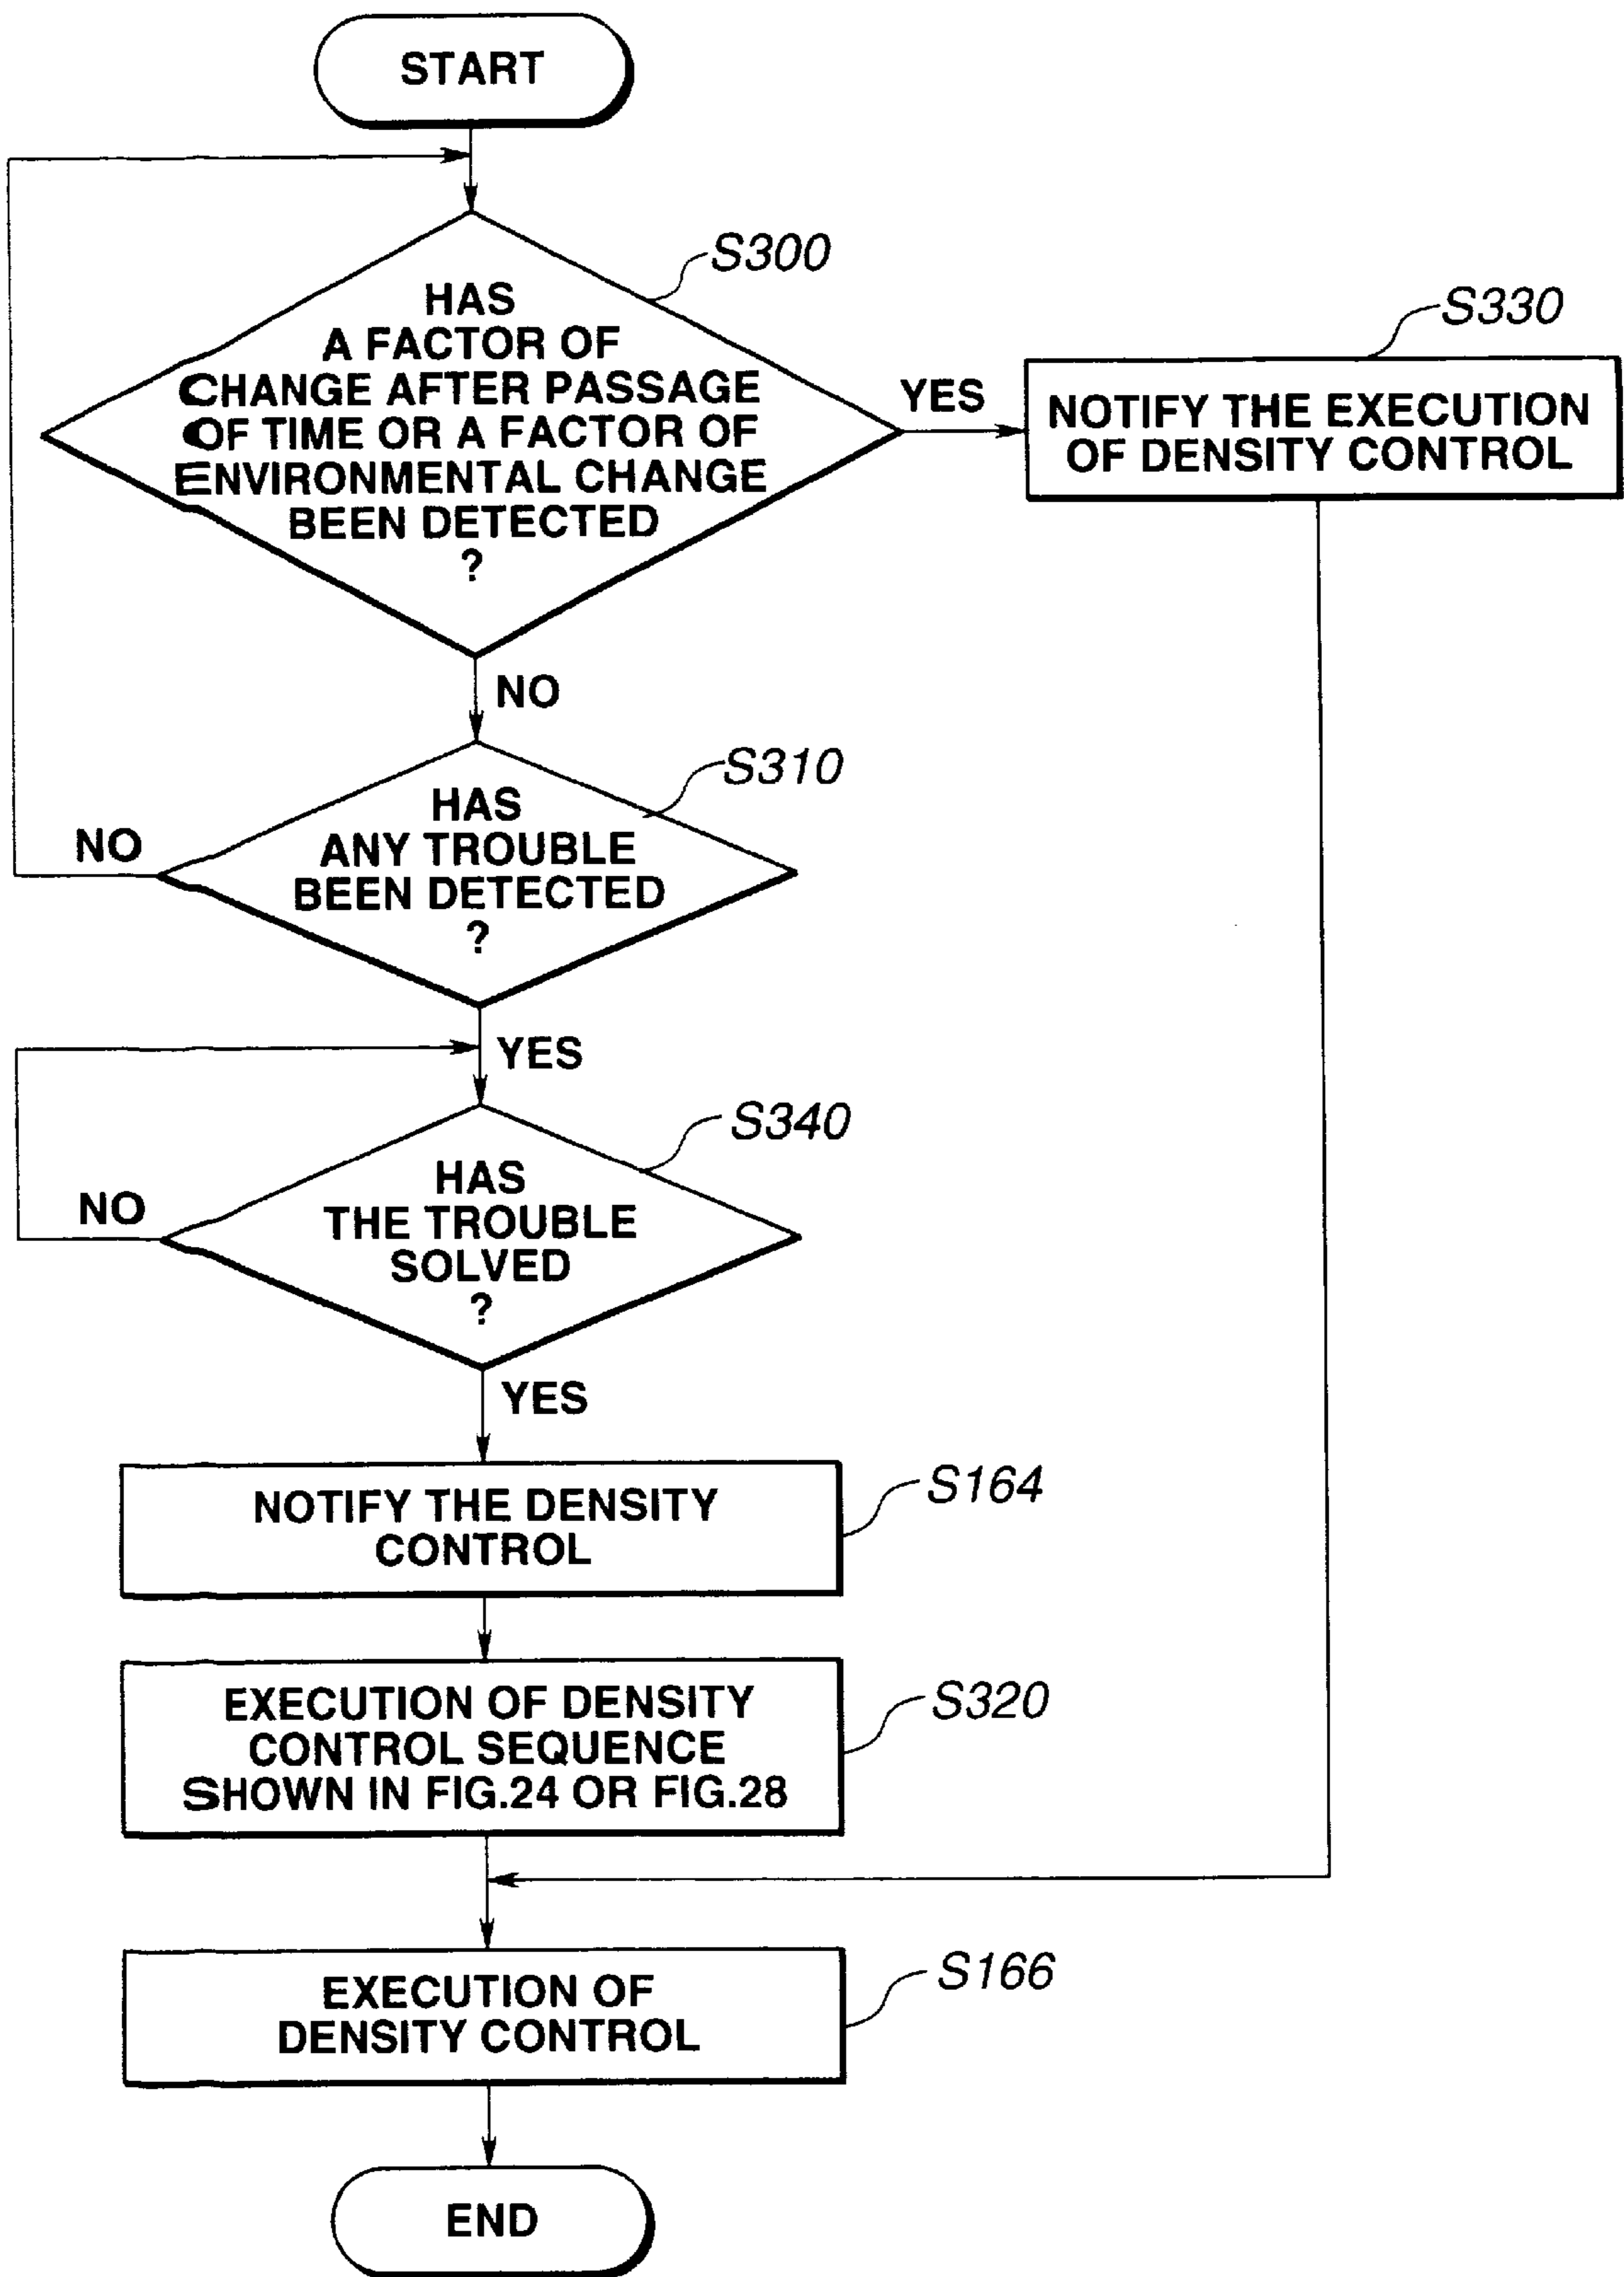 START
S300
HAS
A FACTOR OF
CHANGE AFTER PASSAGE
OF TIME OR A FACTOR OF
ENVIRONMENTAL CHANGE
BEEN DETECTED
?
YES
S330
NOTIFY THE EXECUTION
OF DENSITY CONTROL
NO
S310
HAS
ANY TROUBLE
BEEN DETECTED
?
NO
YES
S340
HAS
THE TROUBLE
SOLVED
?
NO
YES
S164
NOTIFY THE DENSITY
CONTROL
S320
EXECUTION OF DENSITY
CONTROL SEQUENCE
SHOWN IN FIG.24 OR FIG.28
S166
EXECUTION OF
DENSITY CONTROL
END